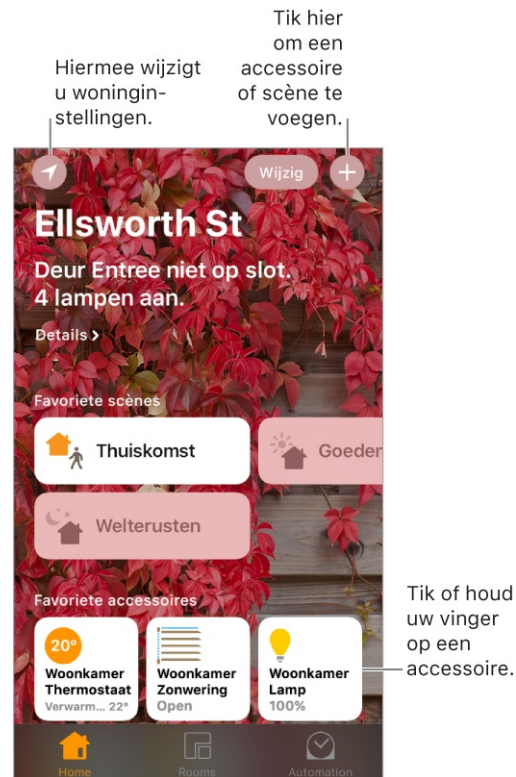 Tik hier
om een
accessoire
of scène te
voegen.
Hiermee wijzigt
u woningin-
stellingen.
Wijzig
Ellsworth St
Deur Entree niet op slot.
4 lampen aan.
Details >
Favoriete scènes
Thuiskomst
Goeder
Welterusten
Favoriete accessoires
20°
Woonkamer
Thermostaat
Verwarm... 22°
Woonkamer
Zonwering
Open
Woonkamer
Lamp
100%
Tik of houd
uw vinger
op een
accessoire.
Home
Rooms
Automation